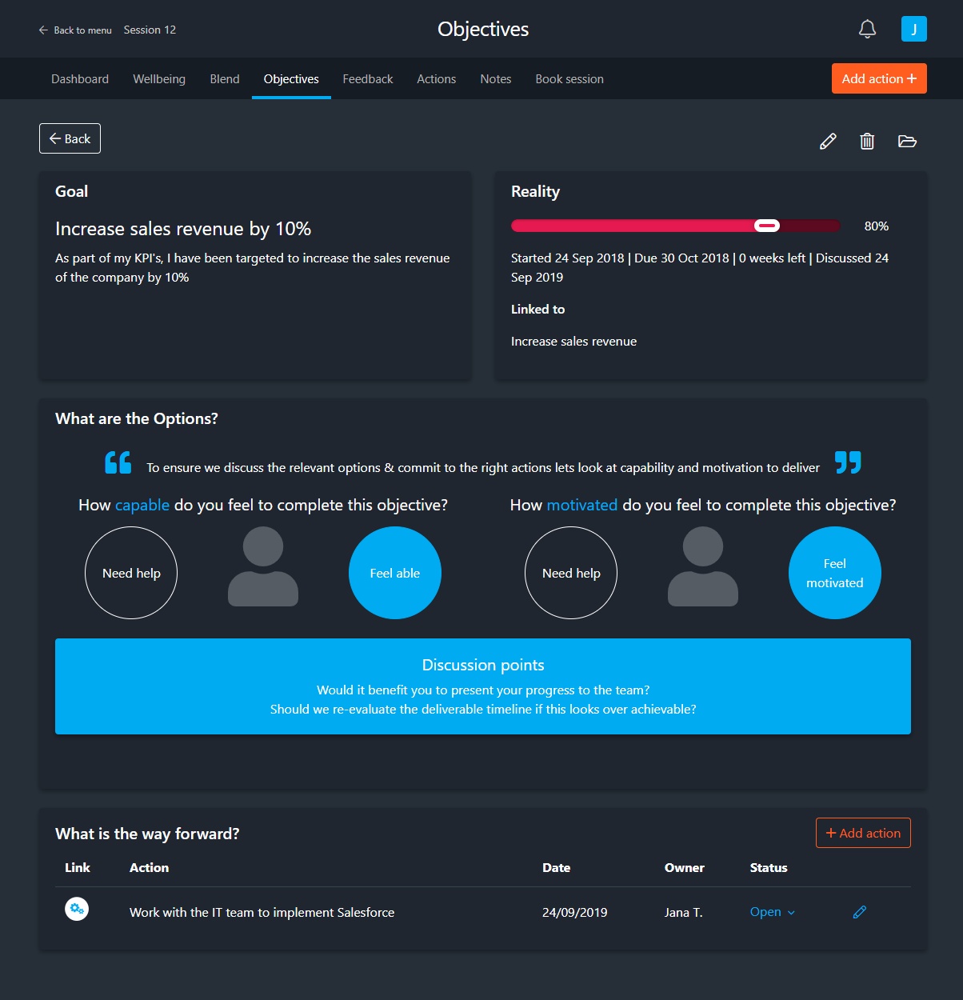 Back to menu Session 12 Objectives J
Dashboard Wellbeing Blend Objectives Feedback Actions Notes Book session Add action +
Back
Goal
Increase sales revenue by 10%
As part of my KPI's, I have been targeted to increase the sales revenue
of the company by 10%
Reality
80%
Started 24 Sep 2018 | Due 30 Oct 2018 | 0 weeks left | Discussed 24
Sep 2019
Linked to
Increase sales revenue
What are the Options?
“ To ensure we discuss the relevant options & commit to the right actions lets look at capability and motivation to deliver ”
How capable do you feel to complete this objective?
Need help Feel able
How motivated do you feel to complete this objective?
Need help Feel
motivated
Discussion points
Would it benefit you to present your progress to the team?
Should we re-evaluate the deliverable timeline if this looks over achievable?
What is the way forward? + Add action
Link Action Date Owner Status
Work with the IT team to implement Salesforce 24/09/2019 Jana T. Open